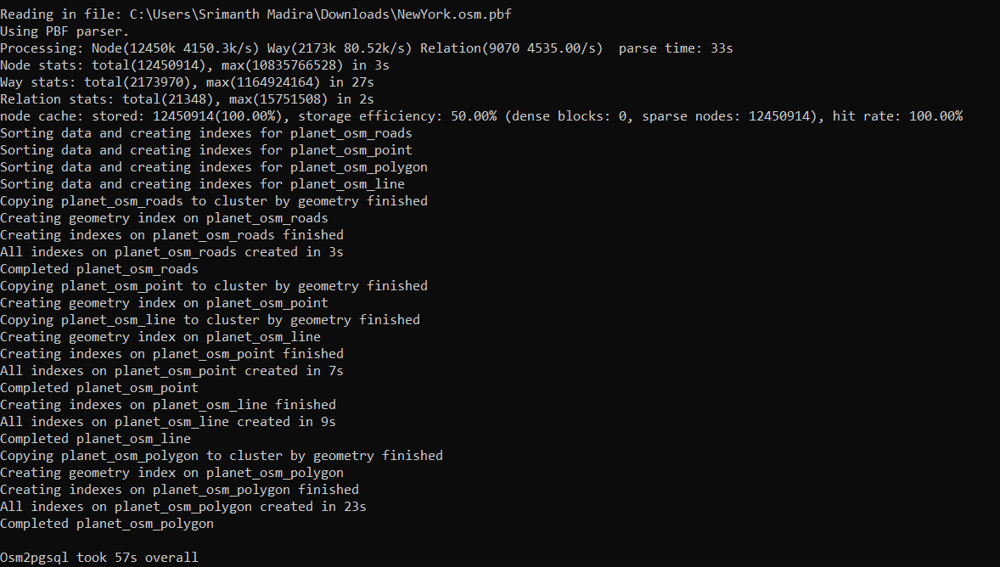 Reading in file: C:\Users\Srimanth Madira\Downloads\NewYork.osm.pbf
Using PBF parser.
Processing: Node(12450k 4150.3k/s) Way(2173k 80.52k/s) Relation(9070 4535.00/s)  parse time: 33s
Node stats: total(12450914), max(10835766528) in 3s
Way stats: total(2173970), max(1164924164) in 27s
Relation stats: total(21348), max(15751508) in 2s
node cache: stored: 12450914(100.00%), storage efficiency: 50.00% (dense blocks: 0, sparse nodes: 12450914), hit rate: 100.00%
Sorting data and creating indexes for planet_osm_roads
Sorting data and creating indexes for planet_osm_point
Sorting data and creating indexes for planet_osm_polygon
Sorting data and creating indexes for planet_osm_line
Copying planet_osm_roads to cluster by geometry finished
Creating geometry index on planet_osm_roads
Creating indexes on planet_osm_roads finished
All indexes on planet_osm_roads created in 3s
Completed planet_osm_roads
Copying planet_osm_point to cluster by geometry finished
Creating geometry index on planet_osm_point
Copying planet_osm_line to cluster by geometry finished
Creating geometry index on planet_osm_line
Creating indexes on planet_osm_point finished
All indexes on planet_osm_point created in 7s
Completed planet_osm_point
Creating indexes on planet_osm_line finished
All indexes on planet_osm_line created in 9s
Completed planet_osm_line
Copying planet_osm_polygon to cluster by geometry finished
Creating geometry index on planet_osm_polygon
Creating indexes on planet_osm_polygon finished
All indexes on planet_osm_polygon created in 23s
Completed planet_osm_polygon
Osm2pgsql took 57s overall